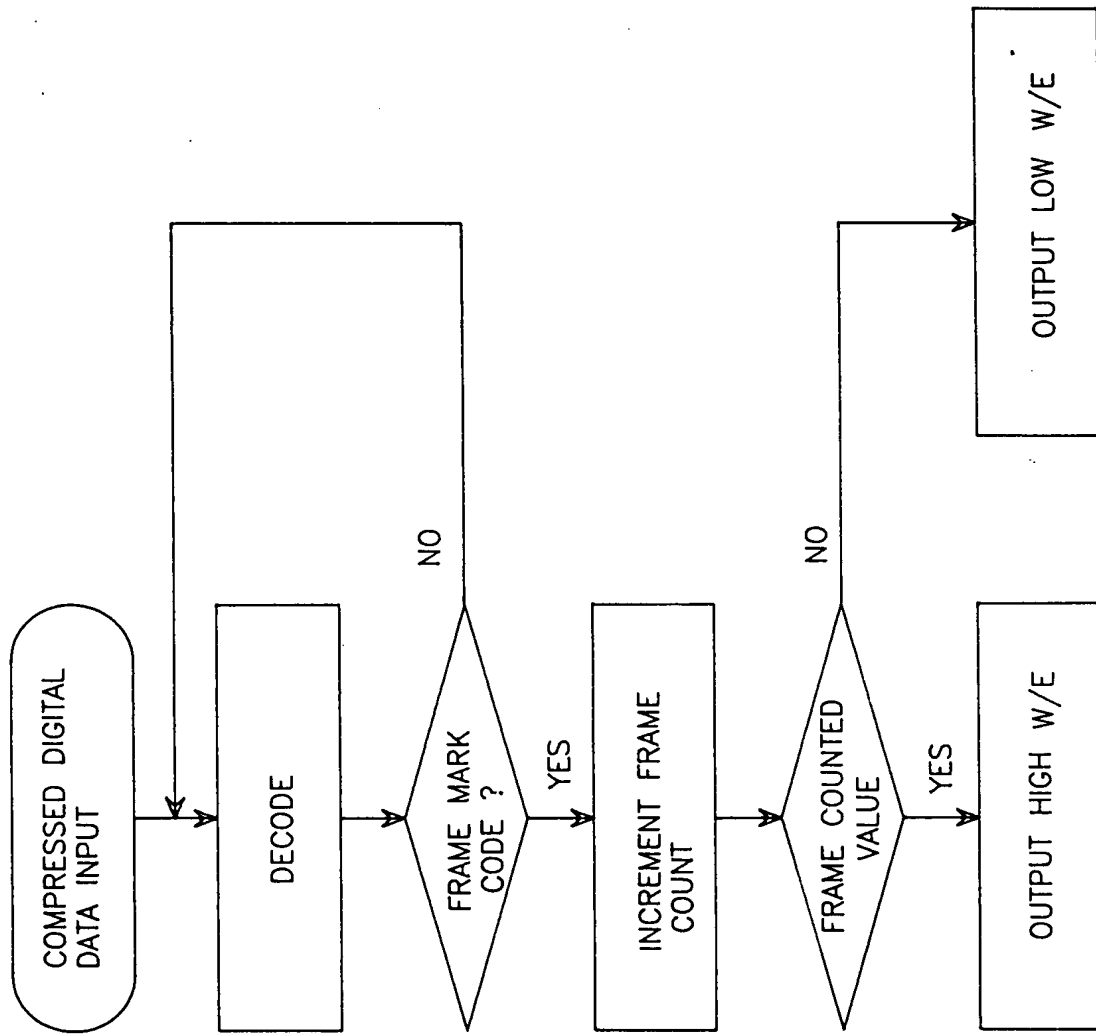 COMPRESSED DIGITAL
DATA INPUT
DECODE
FRAME MARK
CODE ?
NO
YES
INCREMENT FRAME
COUNT
FRAME COUNTED
VALUE
NO
YES
OUTPUT HIGH W/E
OUTPUT LOW W/E